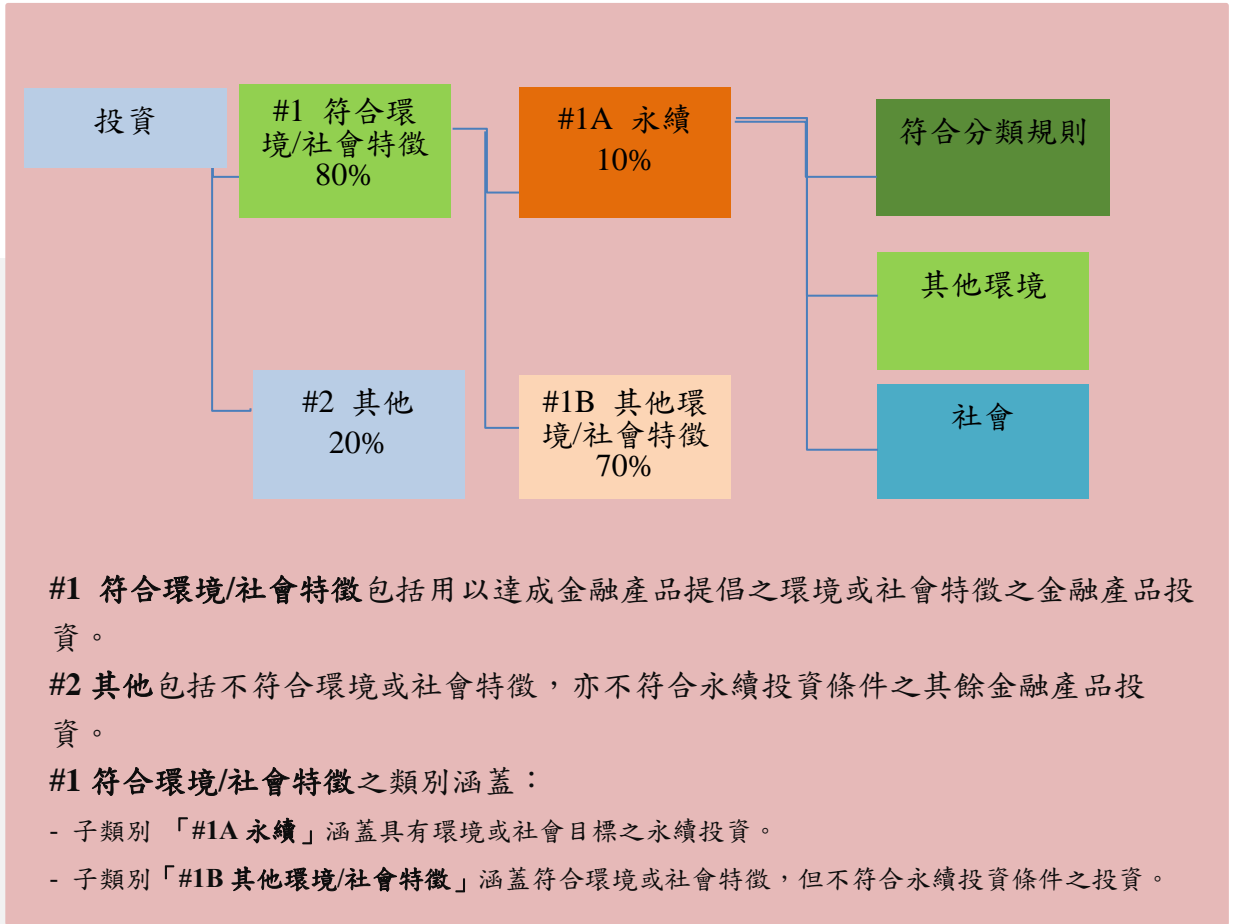 投資
#1 符合環
境/社會特徵
80%
#1A 永續
10%
符合分類規則
其他環境
#2 其他
20%
#1B 其他環
境/社會特徵
70%
社會
#1 符合環境/社會特徵包括用以達成金融產品提倡之環境或社會特徵之金融產品投
資。
#2 其他包括不符合環境或社會特徵，亦不符合永續投資條件之其餘金融產品投
資。
#1 符合環境/社會特徵之類別涵蓋：
- 子類別 「#1A 永續」涵蓋具有環境或社會目標之永續投資。
- 子類別「#1B 其他環境/社會特徵」涵蓋符合環境或社會特徵，但不符合永續投資條件之投資。